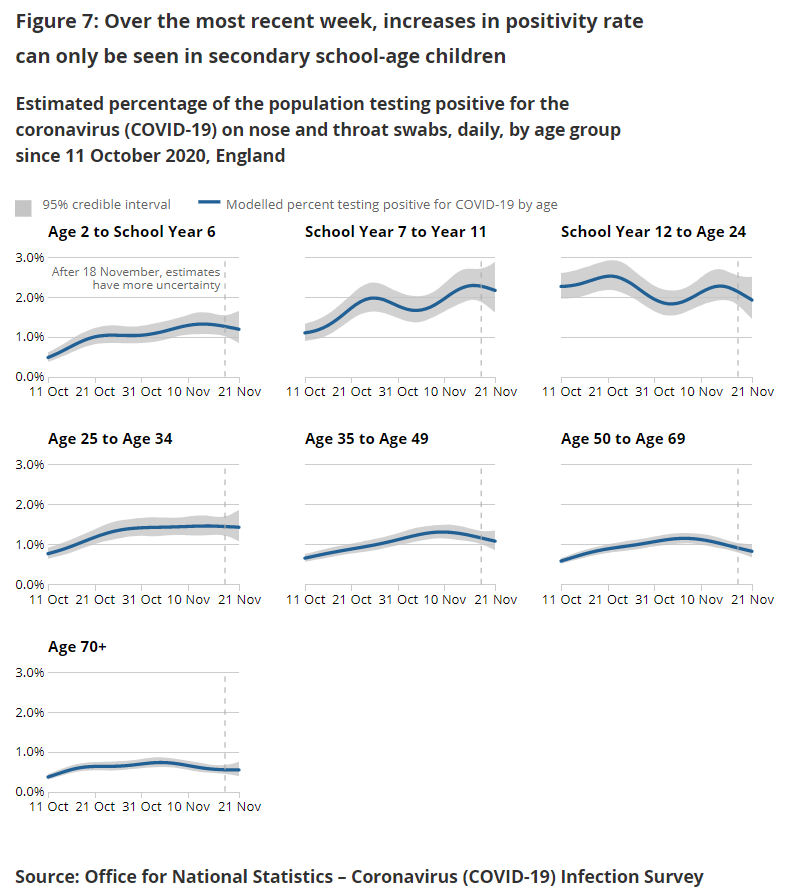 Figure 7: Over the most recent week, increases in positivity rate
can only be seen in secondary school-age children
Estimated percentage of the population testing positive for the
coronavirus (COVID-19) on nose and throat swabs, daily, by age group
since 11 October 2020, England
95% credible interval
Modelled percent testing positive for COVID-19 by age
Age 2 to School Year 6
School Year 7 to Year 11
School Year 12 to Age 24
3.0%
After 18 November, estimates
have more uncertainty
2.0%
1.0%
0.0%
11 Oct 21 Oct 31 Oct 10 Nov 21 Nov
11 Oct 21 Oct 31 Oct 10 Nov 21 Nov
11 Oct 21 Oct 31 Oct 10 Nov 21 Nov
Age 25 to Age 34
Age 35 to Age 49
Age 50 to Age 69
3.0%
2.0%
1.0%
0.0%
11 Oct 21 Oct 31 Oct 10 Nov 21 Nov
11 Oct 21 Oct 31 Oct 10 Nov 21 Nov
11 Oct 21 Oct 31 Oct 10 Nov 21 Nov
Age 70+
3.0%
2.0%
1.0%
0.0%
11 Oct 21 Oct 31 Oct 10 Nov 21 Nov
Source: Office for National Statistics – Coronavirus (COVID-19) Infection Survey